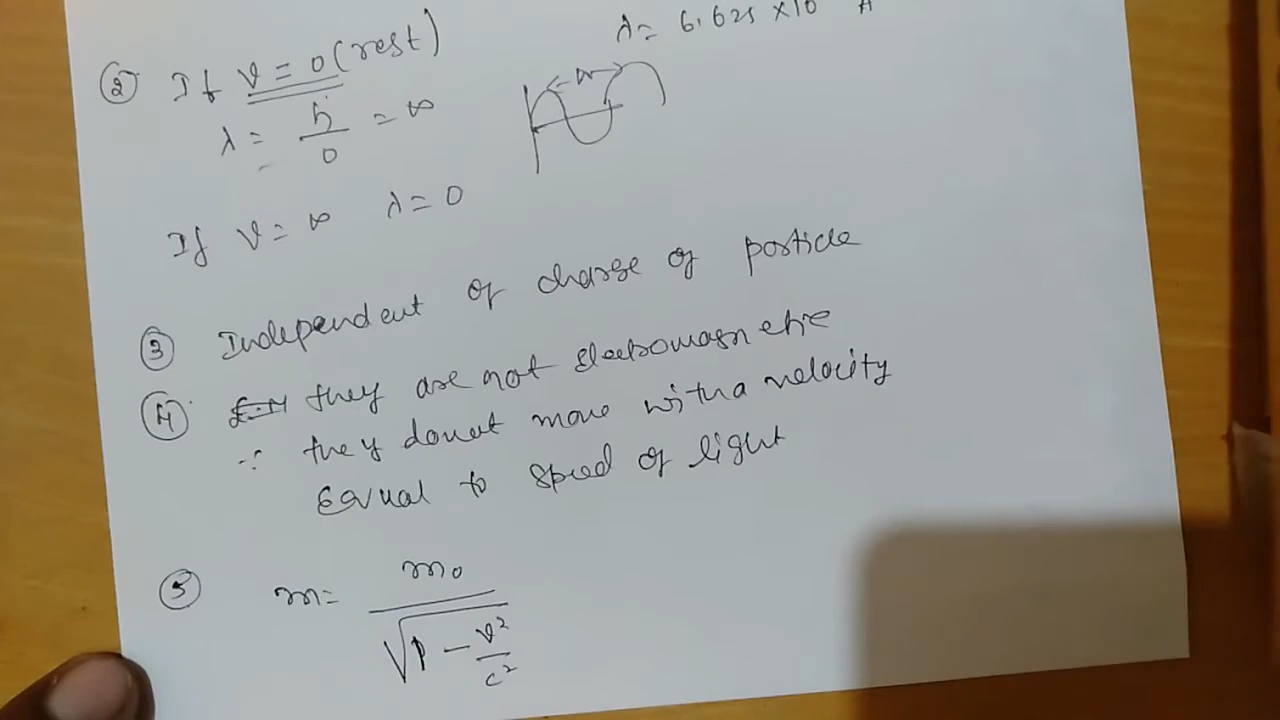 λ = 6.625 × 10 A
② If v = 0 (rest)
λ = h/0 = ∞
If v = ∞ λ = 0
③ Independent of charge of particle
④ they are not Electromagnetic
∵ they donot move with a velocity
Equal to speed of light
⑤ m = m₀/√(1 − v²/c²)